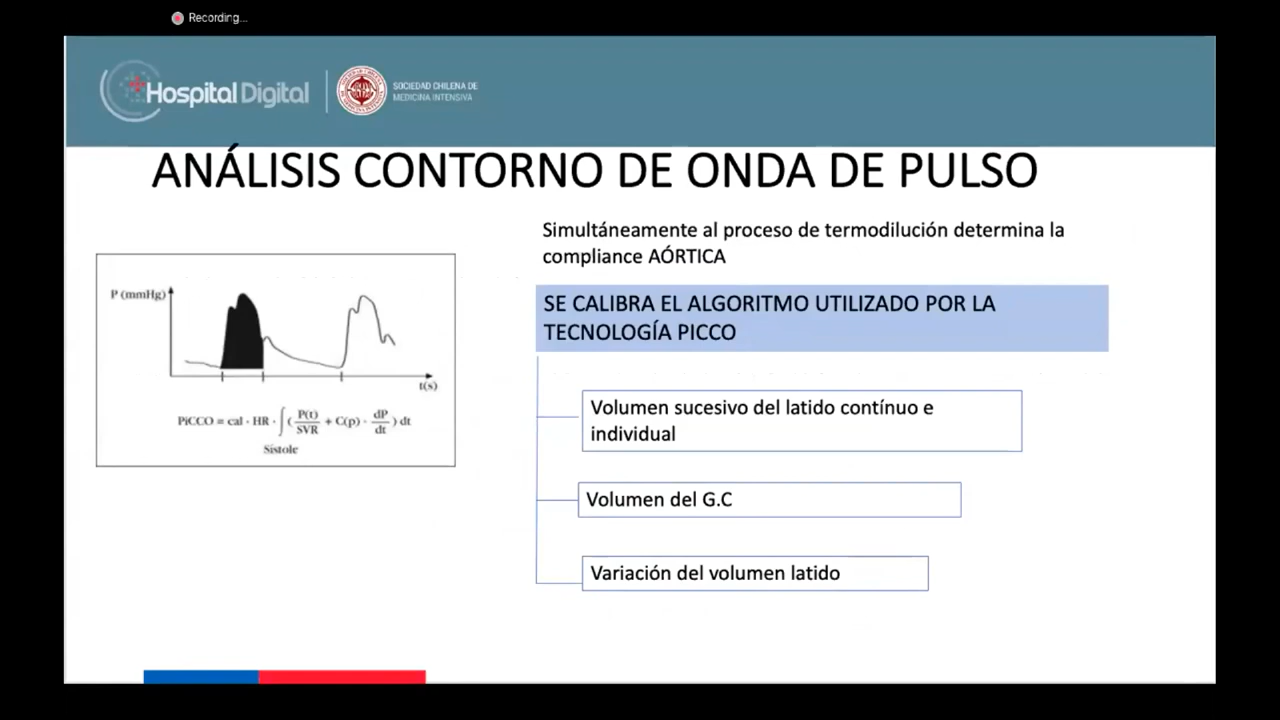 Recording...
Hospital Digital
SOCIEDAD CHILENA DE
MEDICINA INTENSIVA
ANÁLISIS CONTORNO DE ONDA DE PULSO
Simultáneamente al proceso de termodilución determina la
compliance AÓRTICA
P (mmHg)
t(s)
PiCCO = cal · HR · ∫ ( P(t)/SVR + C(p) · dP/dt ) dt
Sístole
SE CALIBRA EL ALGORITMO UTILIZADO POR LA
TECNOLOGÍA PICCO
Volumen sucesivo del latido contínuo e
individual
Volumen del G.C
Variación del volumen latido